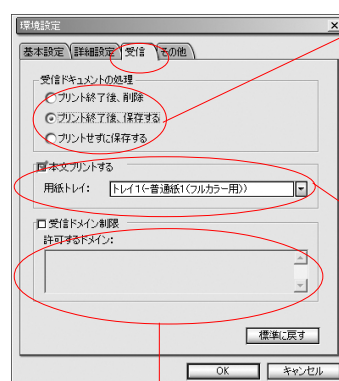 環境設定
基本設定 詳細設定 受信 その他
受信ドキュメントの処理
プリント終了後、削除
プリント終了後、保存する
プリントせずに保存する
本文プリントする
用紙トレイ: トレイ1(-普通紙1(フルカラー用))
受信ドメイン制限
許可するドメイン:
標準に戻す
OK キャンセル